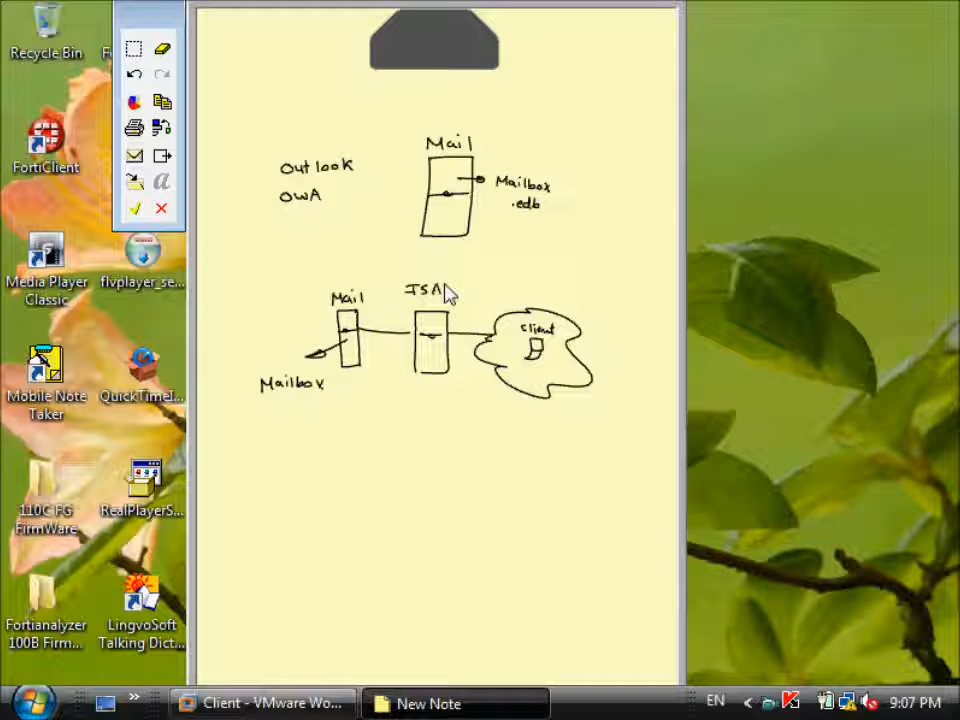 Recycle Bin
FortiClient
Media Player
Classic
flvplayer_se...
Mobile Note
Taker
QuickTimeI...
110C FG
FirmWare
RealPlayerS...
Fortianalyzer
100B Firm...
LingvoSoft
Talking Dict...
Mail
Outlook
OWA
Mailbox
.edb
Mail
ISA
Client
Mailbox
Client - VMware Wo...
New Note
EN
9:07 PM